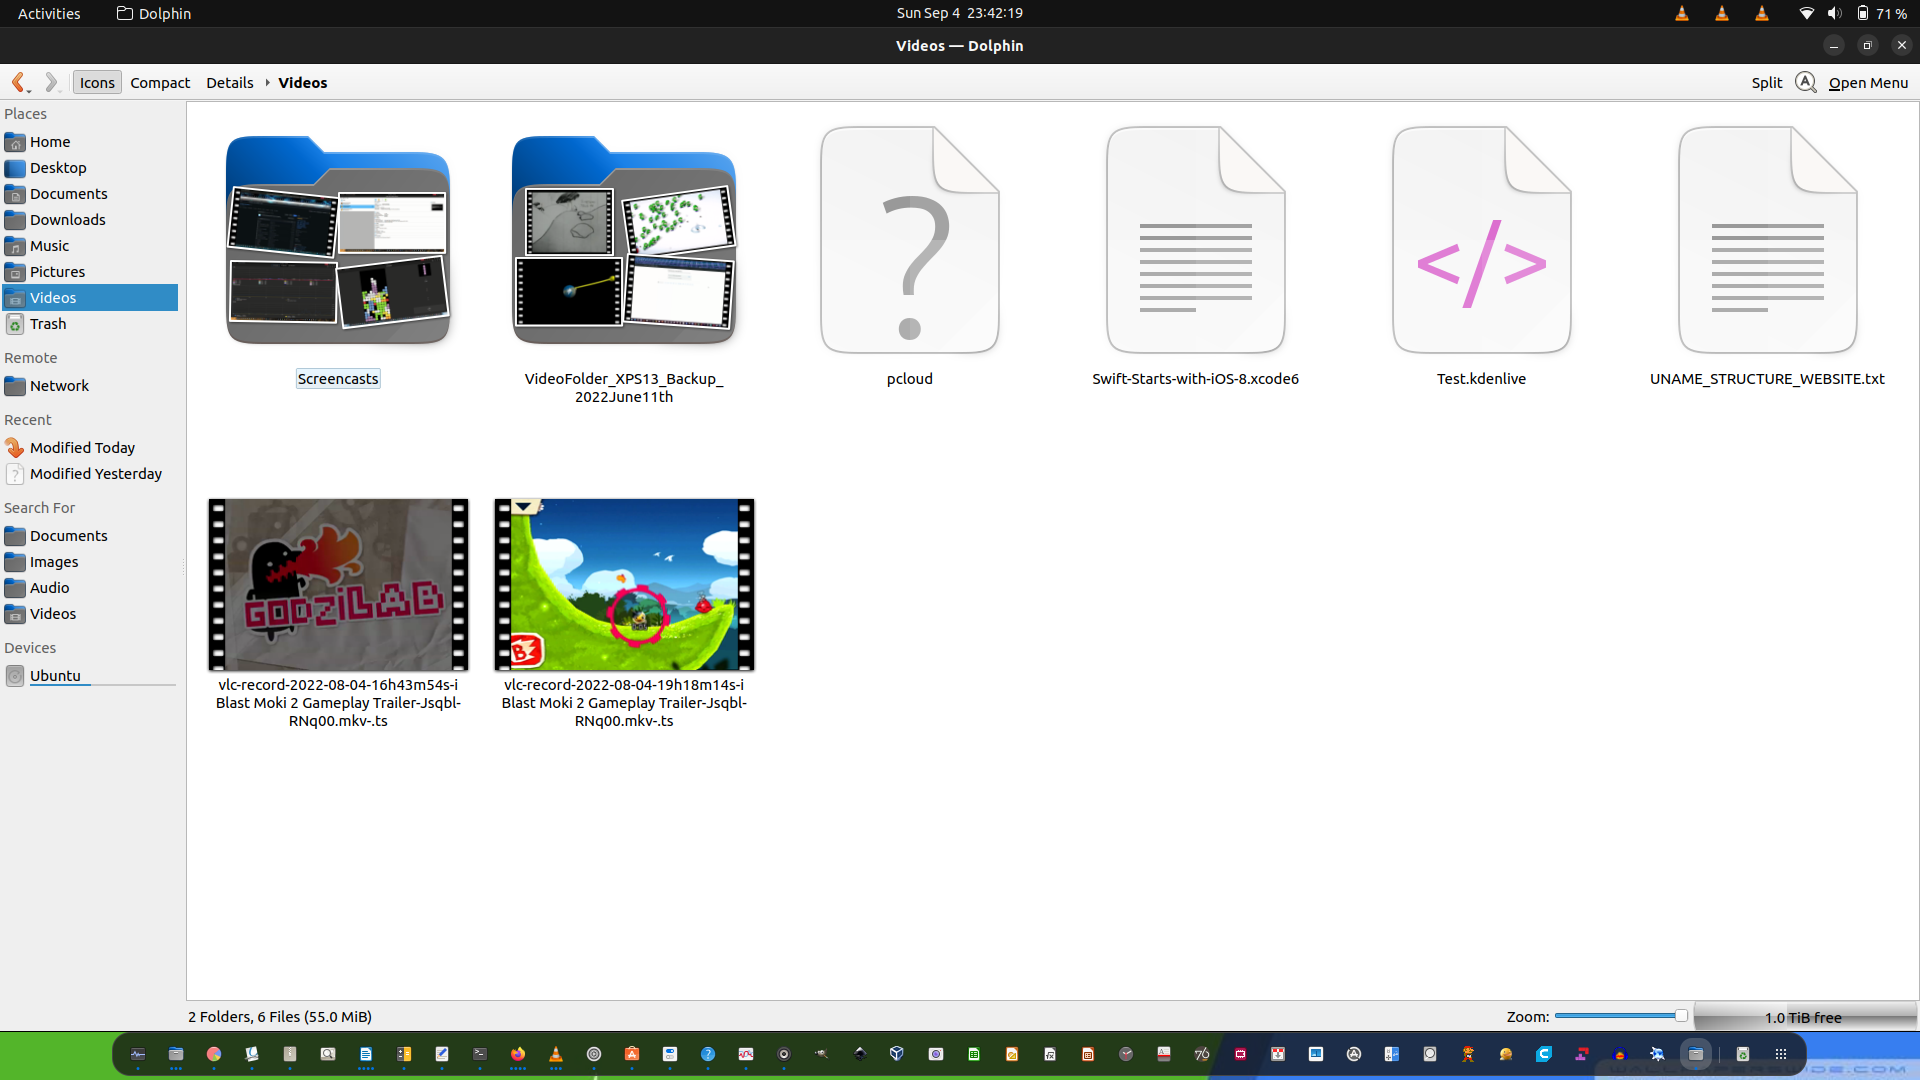 Activities Dolphin Sun Sep 4 23:42:19 71 %
Videos — Dolphin
Icons Compact Details Videos Split Open Menu
Places
Home
Desktop
Documents
Downloads
Music
Pictures
Videos
Trash
Remote
Network
Recent
Modified Today
Modified Yesterday
Search For
Documents
Images
Audio
Videos
Devices
Ubuntu
Screencasts
VideoFolder_XPS13_Backup_
2022June11th
pcloud
Swift-Starts-with-iOS-8.xcode6
Test.kdenlive
UNAME_STRUCTURE_WEBSITE.txt
GODZiLAB
vlc-record-2022-08-04-16h43m54s-i
Blast Moki 2 Gameplay Trailer-Jsqbl-
RNq00.mkv-.ts
B
vlc-record-2022-08-04-19h18m14s-i
Blast Moki 2 Gameplay Trailer-Jsqbl-
RNq00.mkv-.ts
2 Folders, 6 Files (55.0 MiB)
Zoom:
1.0 TiB free